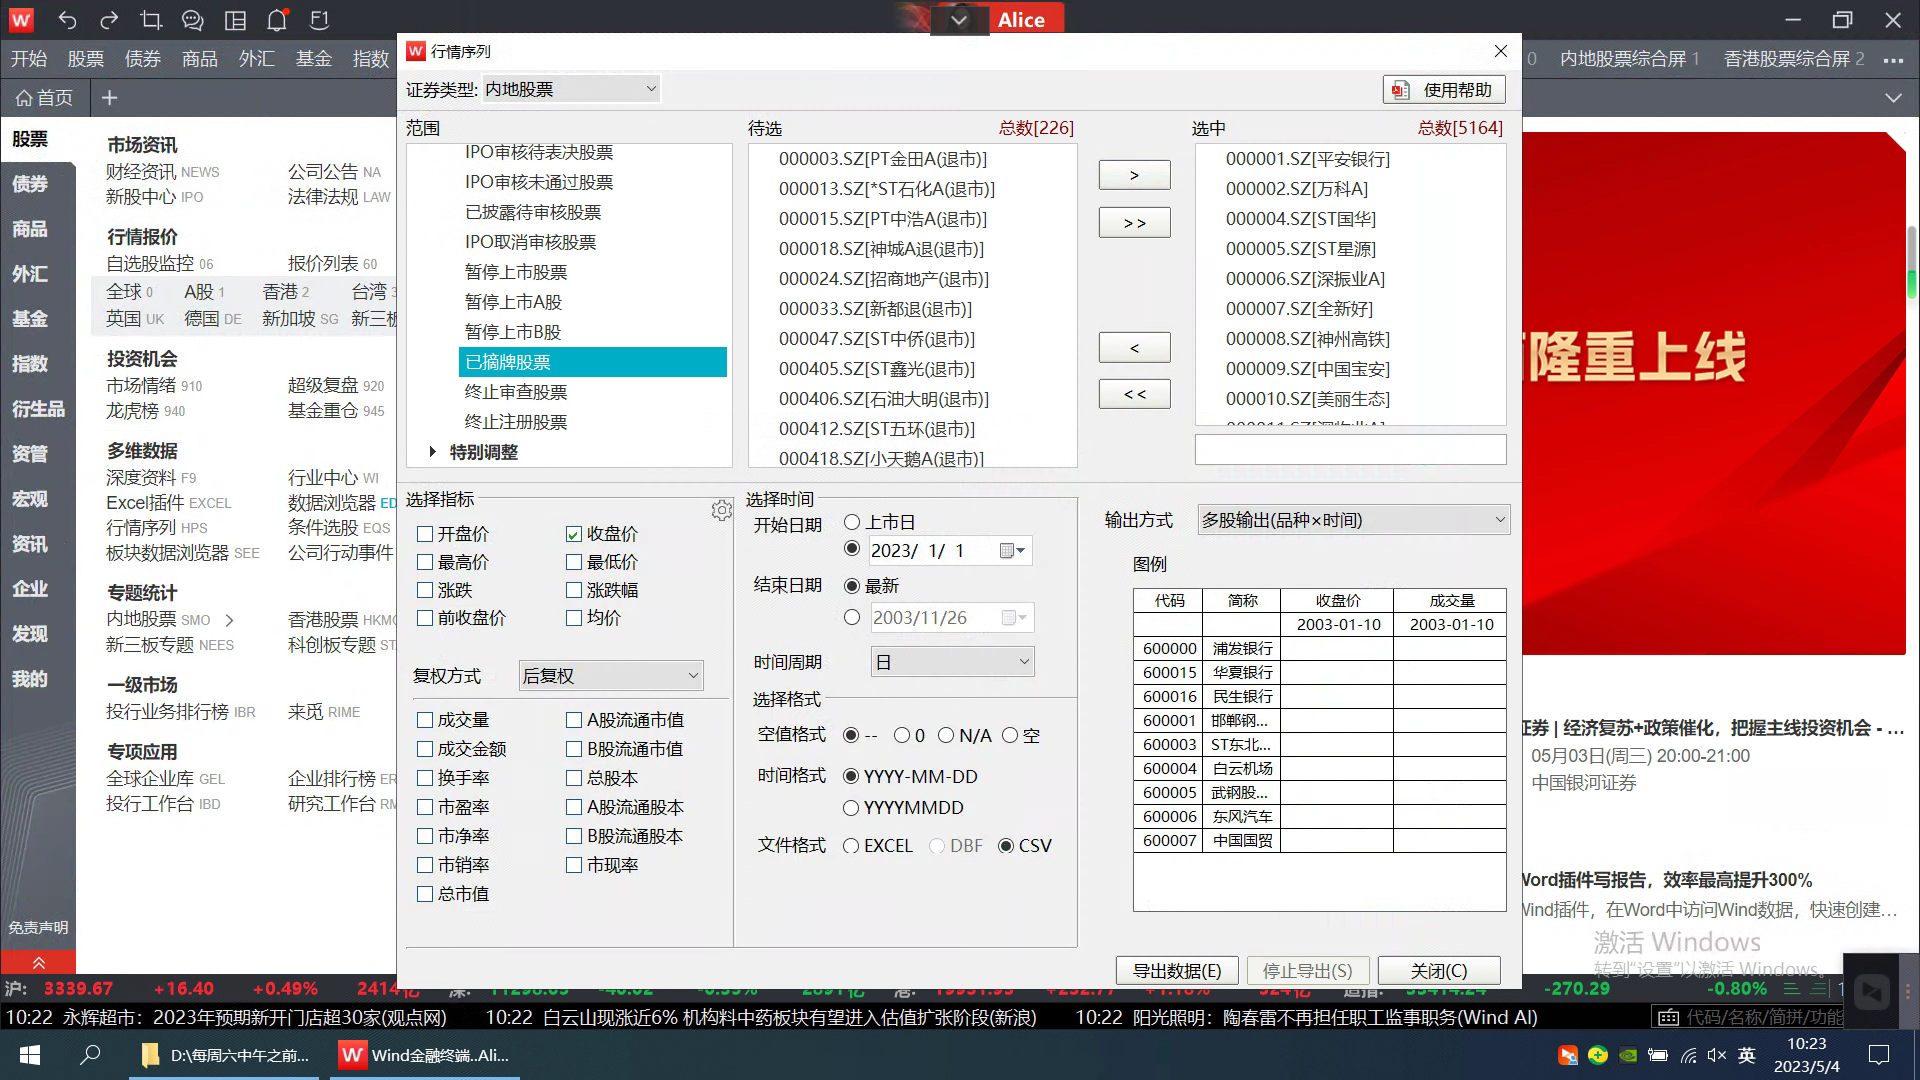 Alice
开始 股票 债券 商品 外汇 基金 指数
内地股票综合屏 1 香港股票综合屏 2
首页
行情序列
证券类型: 内地股票
使用帮助
范围
IPO审核待表决股票
IPO审核未通过股票
已披露待审核股票
IPO取消审核股票
暂停上市股票
暂停上市A股
暂停上市B股
已摘牌股票
终止审查股票
终止注册股票
特别调整
待选 总数[226]
000003.SZ[PT金田A(退市)]
000013.SZ[*ST石化A(退市)]
000015.SZ[PT中浩A(退市)]
000018.SZ[神城A退(退市)]
000024.SZ[招商地产(退市)]
000033.SZ[新都退(退市)]
000047.SZ[ST中侨(退市)]
000405.SZ[ST鑫光(退市)]
000406.SZ[石油大明(退市)]
000412.SZ[ST五环(退市)]
000418.SZ[小天鹅A(退市)]
>
>>
<
<<
选中 总数[5164]
000001.SZ[平安银行]
000002.SZ[万科A]
000004.SZ[ST国华]
000005.SZ[ST星源]
000006.SZ[深振业A]
000007.SZ[全新好]
000008.SZ[神州高铁]
000009.SZ[中国宝安]
000010.SZ[美丽生态]
选择指标
开盘价 收盘价
最高价 最低价
涨跌 涨跌幅
前收盘价 均价
复权方式 后复权
成交量 A股流通市值
成交金额 B股流通市值
换手率 总股本
市盈率 A股流通股本
市净率 B股流通股本
市销率 市现率
总市值
选择时间
开始日期 上市日
2023/ 1/ 1
结束日期 最新
2003/11/26
时间周期 日
选择格式
空值格式 -- 0 N/A 空
时间格式 YYYY-MM-DD
YYYYMMDD
文件格式 EXCEL DBF CSV
输出方式 多股输出(品种×时间)
图例
代码 简称 收盘价 成交量
2003-01-10 2003-01-10
600000 浦发银行
600015 华夏银行
600016 民生银行
600001 邯郸钢...
600003 ST东北...
600004 白云机场
600005 武钢股...
600006 东风汽车
600007 中国国贸
导出数据(E) 停止导出(S) 关闭(C)
股票
债券
商品
外汇
基金
指数
衍生品
资管
宏观
资讯
企业
发现
我的
免责声明
市场资讯
财经资讯 NEWS 公司公告 NA
新股中心 IPO 法律法规 LAW
行情报价
自选股监控 06 报价列表 60
全球 0 A股 1 香港 2 台湾 3
英国 UK 德国 DE 新加坡 SG 新三板
投资机会
市场情绪 910 超级复盘 920
龙虎榜 940 基金重仓 945
多维数据
深度资料 F9 行业中心 WI
Excel插件 EXCEL 数据浏览器 ED
行情序列 HPS 条件选股 EQS
板块数据浏览器 SEE 公司行动事件
专题统计
内地股票 SMO > 香港股票 HKMO
新三板专题 NEES 科创板专题 ST
一级市场
投行业务排行榜 IBR 来觅 RIME
专项应用
全球企业库 GEL 企业排行榜 ER
投行工作台 IBD 研究工作台 RM
隆重上线
证券 | 经济复苏+政策催化，把握主线投资机会 - ...
05月03日(周三) 20:00-21:00
中国银河证券
Word插件写报告，效率最高提升300%
Wind插件，在Word中访问Wind数据，快速创建...
激活 Windows
转到“设置”以激活 Windows。
沪: 3339.67 +16.40 +0.49% 2414亿 -270.29 -0.80%
10:22 永辉超市：2023年预期新开门店超30家(观点网) 10:22 白云山现涨近6% 机构料中药板块有望进入估值扩张阶段(新浪) 10:22 阳光照明：陶春雷不再担任职工监事职务(Wind AI)
代码/名称/简拼/功能
D:\每周六中午之前... Wind金融终端..Ali...
英
10:23
2023/5/4